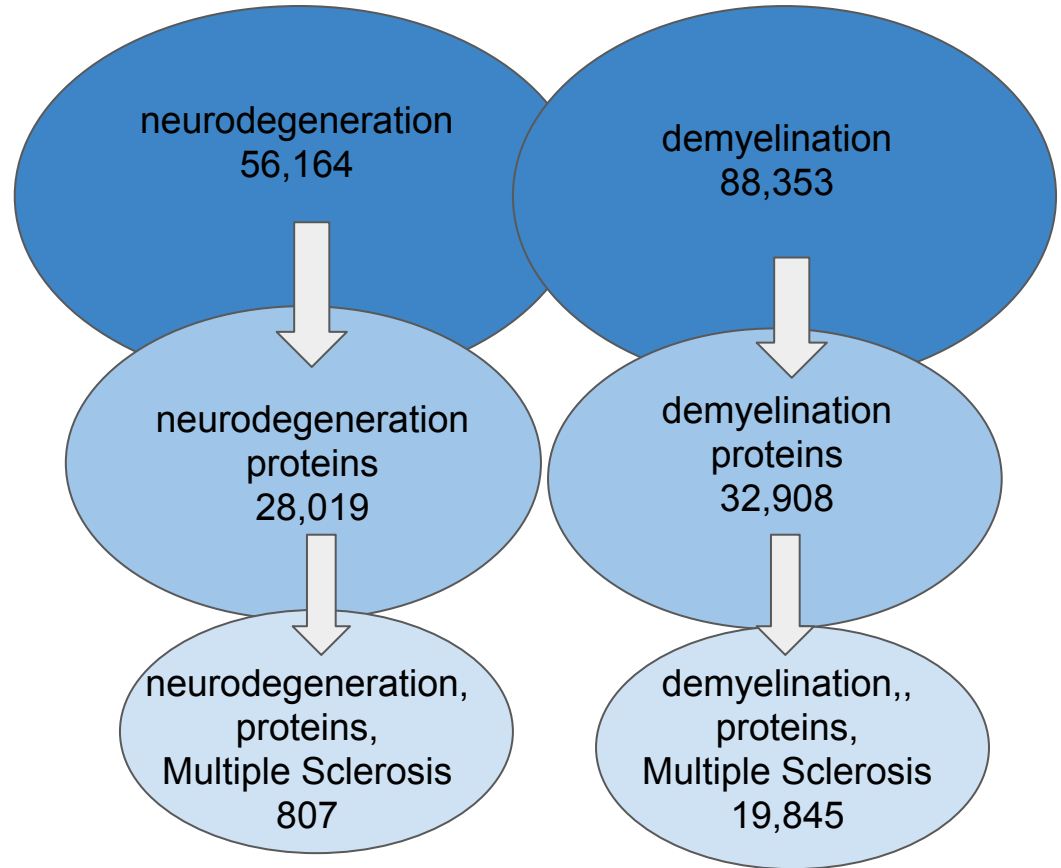 neurodegeneration
56,164
demyelination
88,353
neurodegeneration
proteins
28,019
demyelination
proteins
32,908
neurodegeneration,
proteins,
Multiple Sclerosis
807
demyelination,,
proteins,
Multiple Sclerosis
19,845